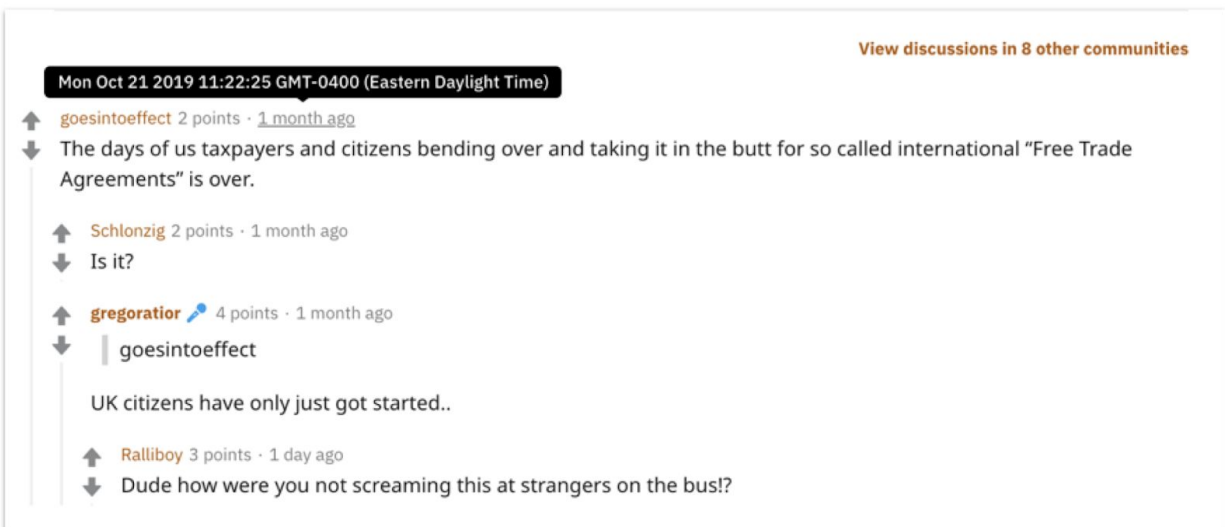 View discussions in 8 other communities
Mon Oct 21 2019 11:22:25 GMT-0400 (Eastern Daylight Time)
goesintoeffect 2 points · 1 month ago
The days of us taxpayers and citizens bending over and taking it in the butt for so called international “Free Trade
Agreements” is over.
Schlonzig 2 points · 1 month ago
Is it?
gregoratior 4 points · 1 month ago
goesintoeffect
UK citizens have only just got started..
Ralliboy 3 points · 1 day ago
Dude how were you not screaming this at strangers on the bus!?